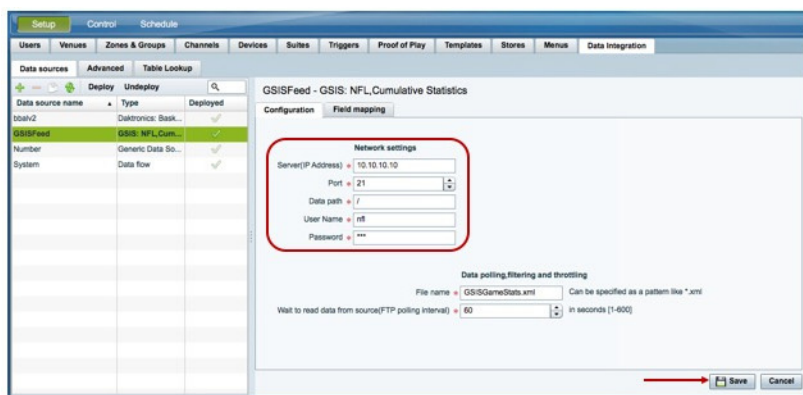 Setup Control Schedule
Users Venues Zones & Groups Channels Devices Suites Triggers Proof of Play Templates Stores Menus Data Integration
Data sources Advanced Table Lookup
Deploy Undeploy
GSISFeed - GSIS: NFL,Cumulative Statistics
Data source name Type Deployed
Configuration Field mapping
bbalv2 Daktronics: Bask...
GSISFeed GSIS: NFL,Cum...
Number Generic Data So...
System Data flow
Network settings
Server(IP Address) 10.10.10.10
Port 21
Data path /
User Name nfl
Password ***
Data polling,filtering and throttling
File name GSISGameStats.xml Can be specified as a pattern like *.xml
Wait to read data from source(FTP polling interval) 60 in seconds [1-600]
Save Cancel